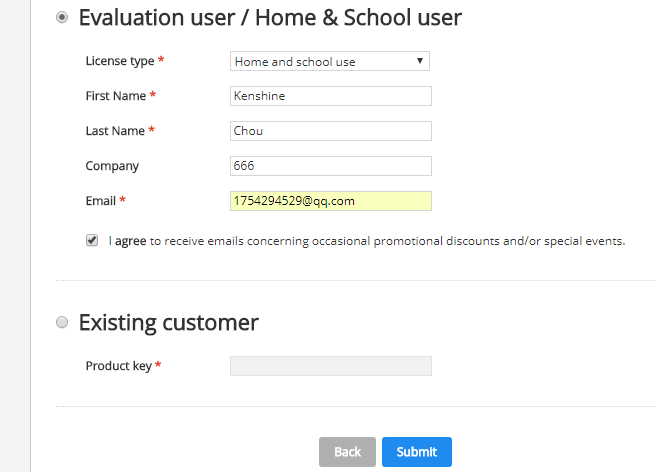 Evaluation user / Home & School user
License type * Home and school use
First Name * Kenshine
Last Name * Chou
Company 666
Email * 1754294529@qq.com
I agree to receive emails concerning occasional promotional discounts and/or special events.
Existing customer
Product key *
Back Submit